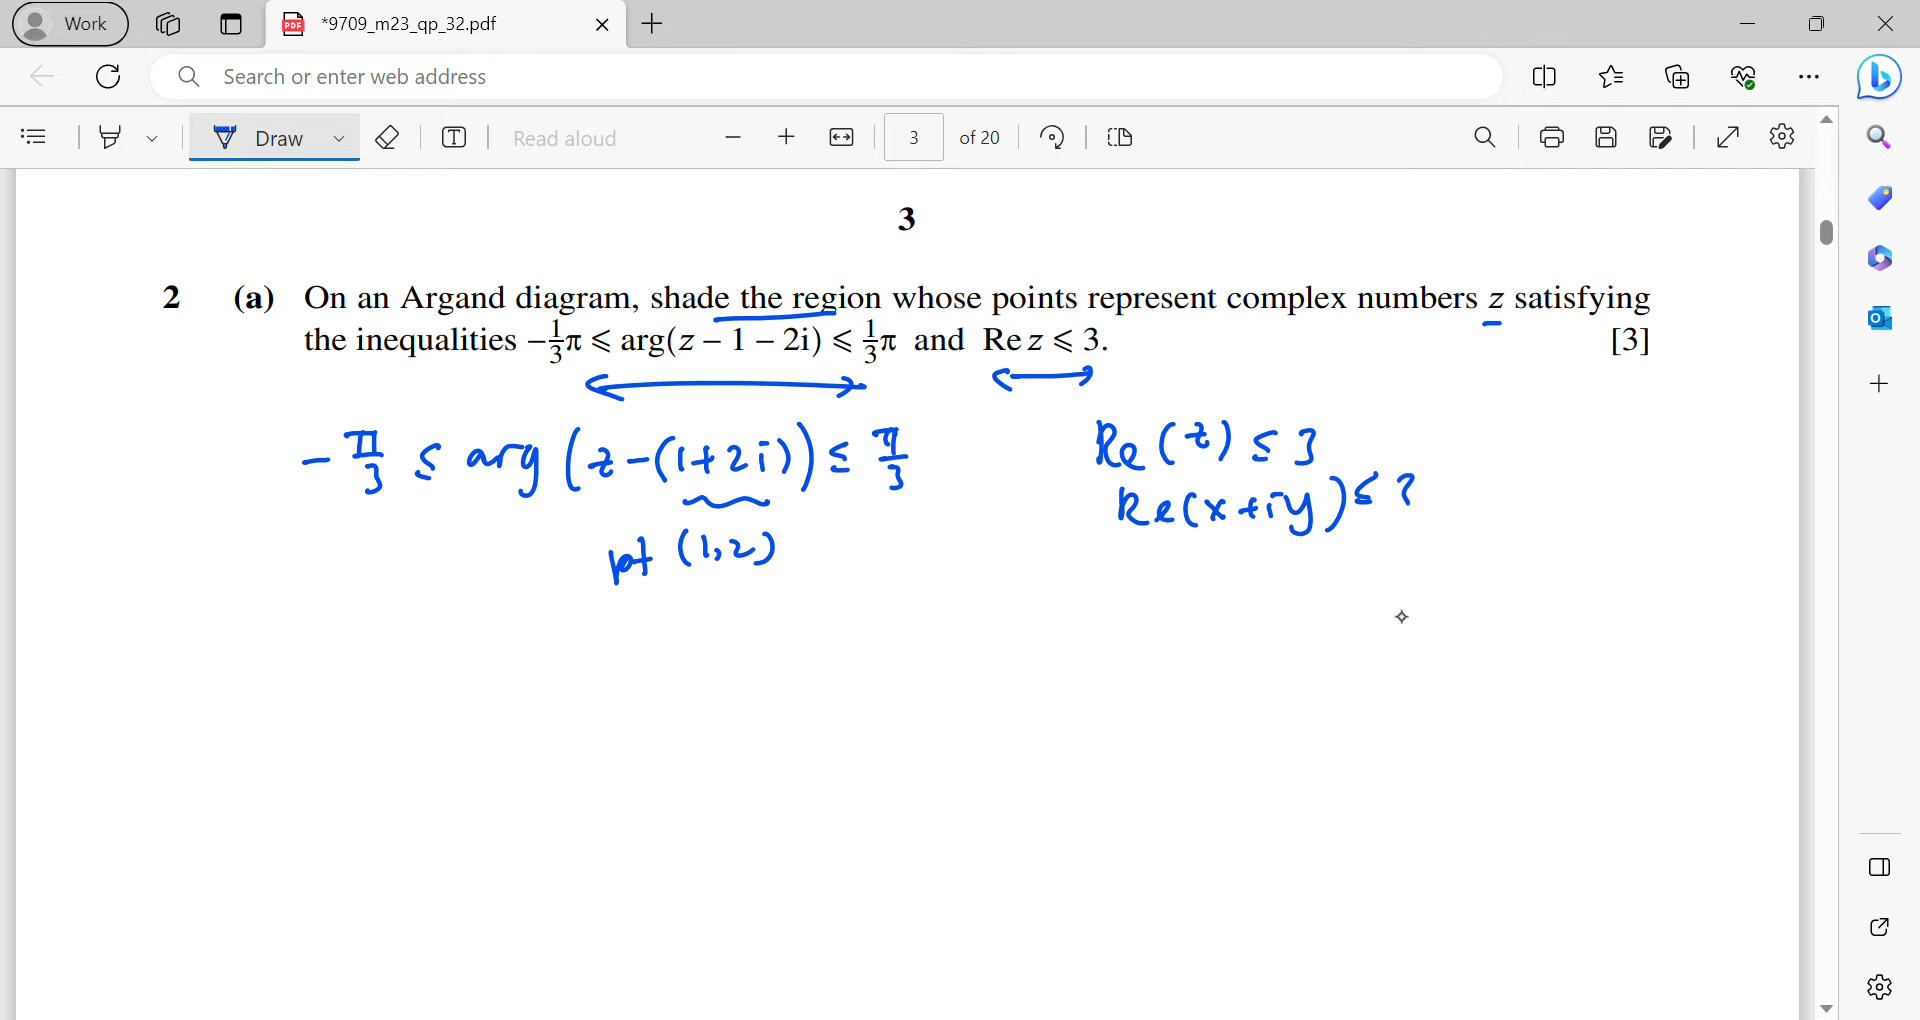 Work
*9709_m23_qp_32.pdf
Search or enter web address
Draw
Read aloud
3
of 20
3
2 (a) On an Argand diagram, shade the region whose points represent complex numbers z satisfying
the inequalities −1/3π ⩽ arg(z − 1 − 2i) ⩽ 1/3π and Re z ⩽ 3. [3]
−π/3 ≤ arg (z−(1+2i)) ≤ π/3
Re (z) ≤ 3
Re(x+iy) ≤ 3
pt (1,2)